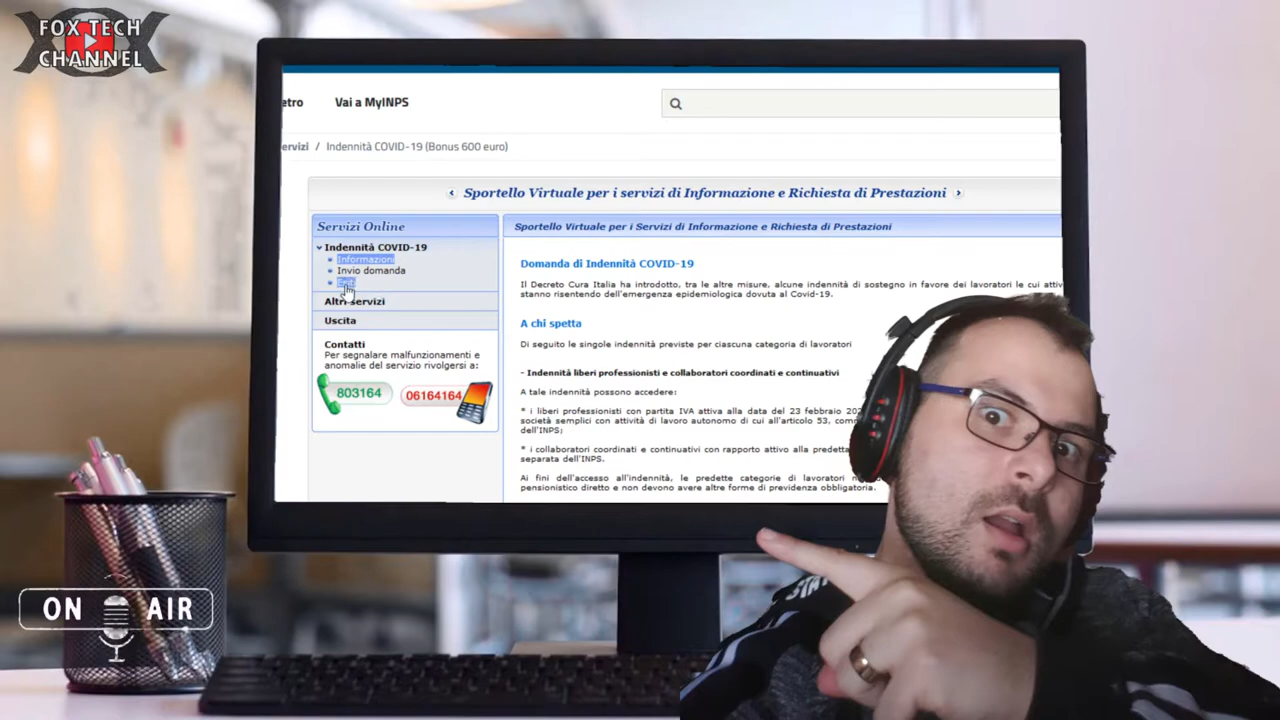 FOX TECH
CHANNEL
etro
Vai a MyINPS
ervizi / Indennità COVID-19 (Bonus 600 euro)
Sportello Virtuale per i servizi di Informazione e Richiesta di Prestazioni
Servizi Online
Indennità COVID-19
Informazioni
Invio domanda
Altri servizi
Uscita
Contatti
Per segnalare malfunzionamenti e
anomalie del servizio rivolgersi a:
803164
06164164
Sportello Virtuale per i Servizi di Informazione e Richiesta di Prestazioni
Domanda di Indennità COVID-19
Il Decreto Cura Italia ha introdotto, tra le altre misure, alcune indennità di sostegno in favore dei lavoratori le cui attiv
stanno risentendo dell'emergenza epidemiologica dovuta al Covid-19.
A chi spetta
Di seguito le singole indennità previste per ciascuna categoria di lavoratori
- Indennità liberi professionisti e collaboratori coordinati e continuativi
A tale indennità possono accedere:
* i liberi professionisti con partita IVA attiva alla data del 23 febbraio 202
società semplici con attività di lavoro autonomo di cui all'articolo 53, comm
dell'INPS;
* i collaboratori coordinati e continuativi con rapporto attivo alla predetta
separata dell'INPS.
Ai fini dell'accesso all'indennità, le predette categorie di lavoratori n
pensionistico diretto e non devono avere altre forme di previdenza obbligatoria.
ON AIR